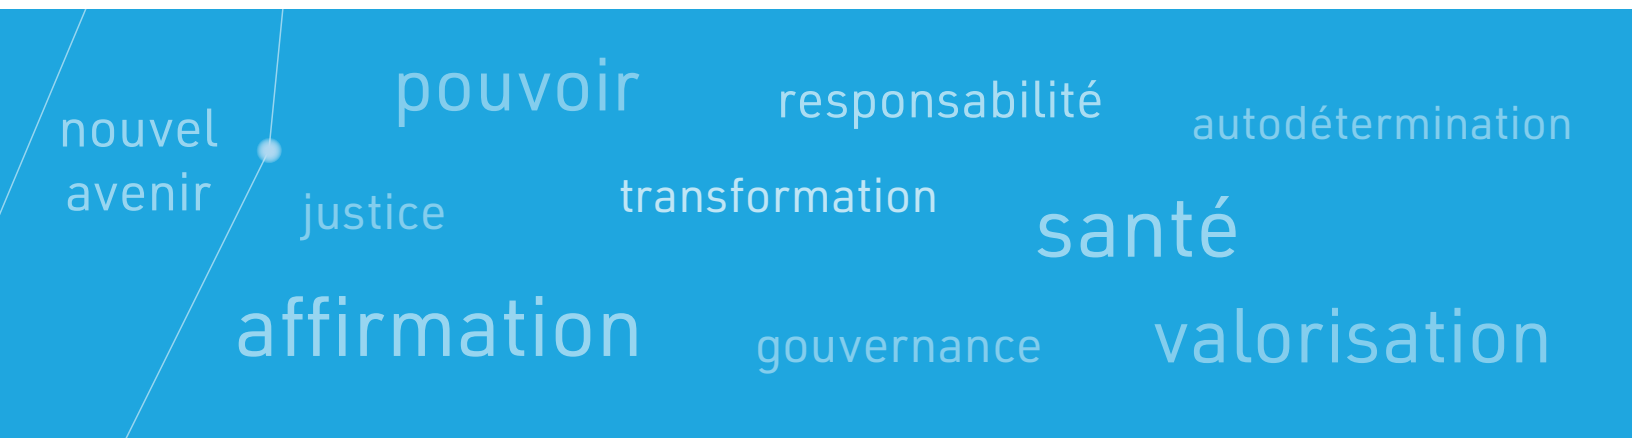 nouvel
avenir
pouvoir
responsabilité
autodétermination
justice
transformation
santé
affirmation
gouvernance
valorisation